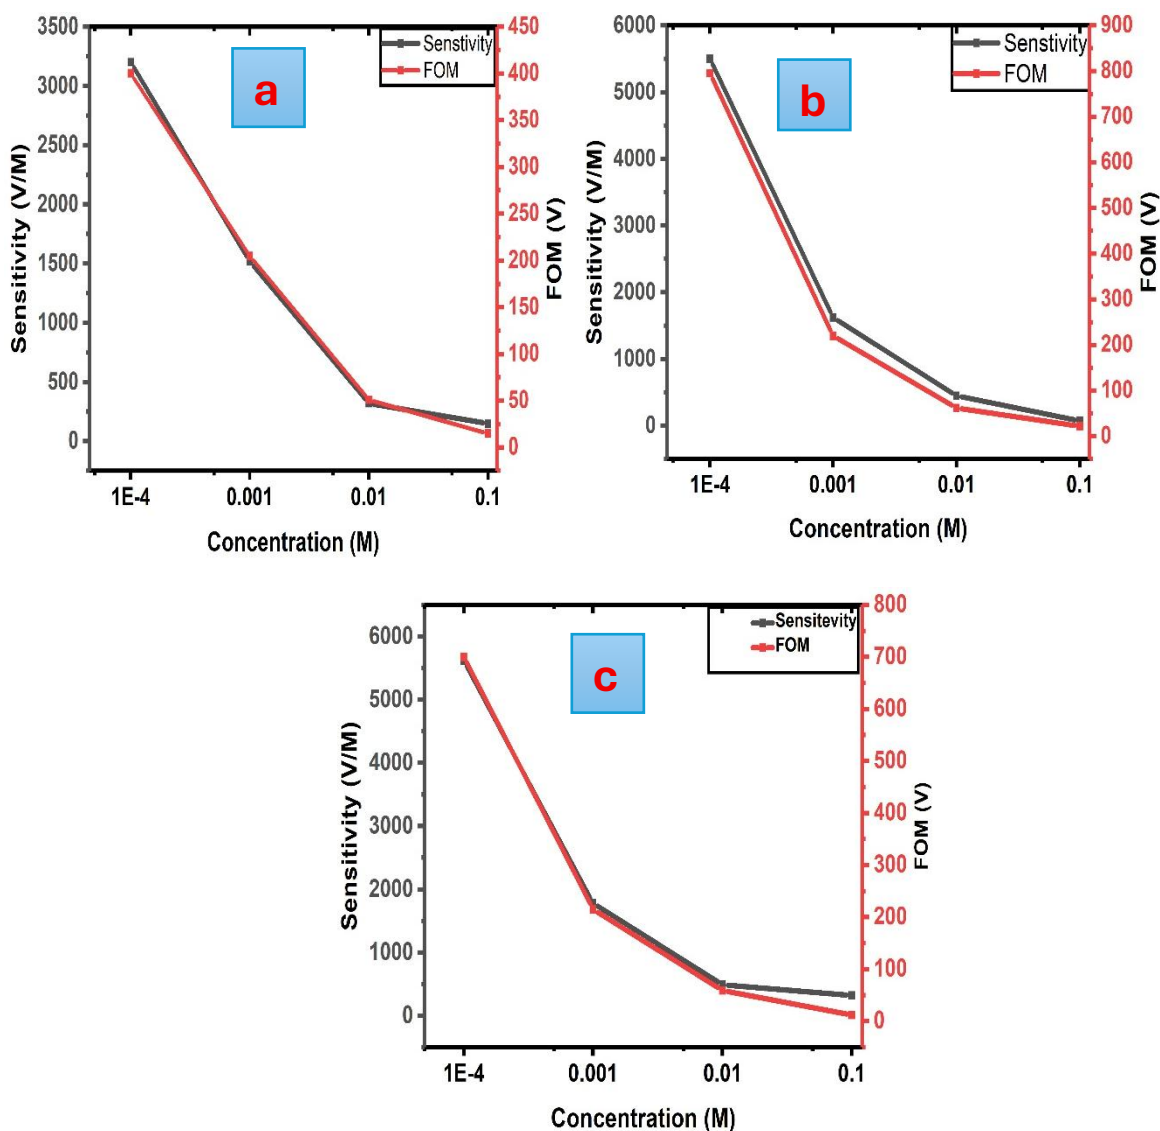 a
Senstivity
FOM
3500
3000
2500
2000
1500
1000
500
0
Sensitivity (V/M)
450
400
350
300
250
200
150
100
50
0
FOM (V)
1E-4 0.001 0.01 0.1
Concentration (M)
b
Senstivity
FOM
6000
5000
6000
4000
3000
2000
1000
0
Sensitivity (V/M)
900
800
700
600
500
400
300
200
100
0
FOM (V)
1E-4 0.001 0.01 0.1
Concentration (M)
c
Sensitevity
FOM
6000
5000
4000
3000
2000
1000
0
Sensitivity (V/M)
800
700
600
500
400
300
200
100
0
FOM (V)
1E-4 0.001 0.01 0.1
Concentration (M)